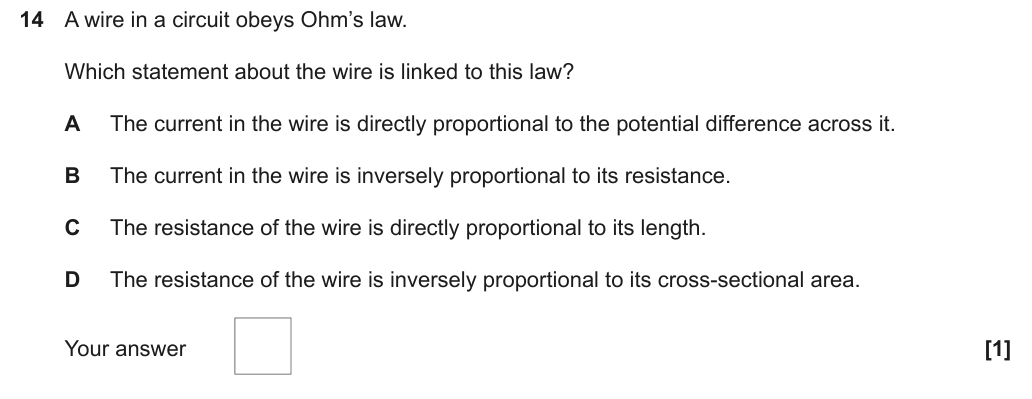 14 A wire in a circuit obeys Ohm’s law.
Which statement about the wire is linked to this law?
A The current in the wire is directly proportional to the potential difference across it.
B The current in the wire is inversely proportional to its resistance.
C The resistance of the wire is directly proportional to its length.
D The resistance of the wire is inversely proportional to its cross-sectional area.
Your answer [1]